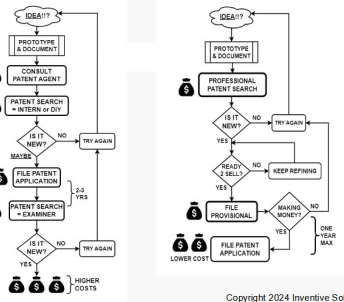 IDEA!!?
PROTOTYPE
& DOCUMENT
CONSULT
PATENT AGENT
PATENT SEARCH
= INTERN or DIY
IS IT
NEW?
NO
TRY AGAIN
MAYBE
FILE PATENT
APPLICATION
2-3
YRS
PATENT SEARCH
= EXAMINER
IS IT
NEW?
NO
TRY AGAIN
YES
HIGHER
COSTS
IDEA!!?
PROTOTYPE
& DOCUMENT
PROFESSIONAL
PATENT SEARCH
IS IT
NEW?
NO
TRY AGAIN
YES
READY
2 SELL?
NO
KEEP REFINING
YES
FILE
PROVISIONAL
MAKING
MONEY?
NO
YES
ONE
YEAR
MAX
FILE PATENT
APPLICATION
LOWER COST
Copyright 2024 Inventive Sol